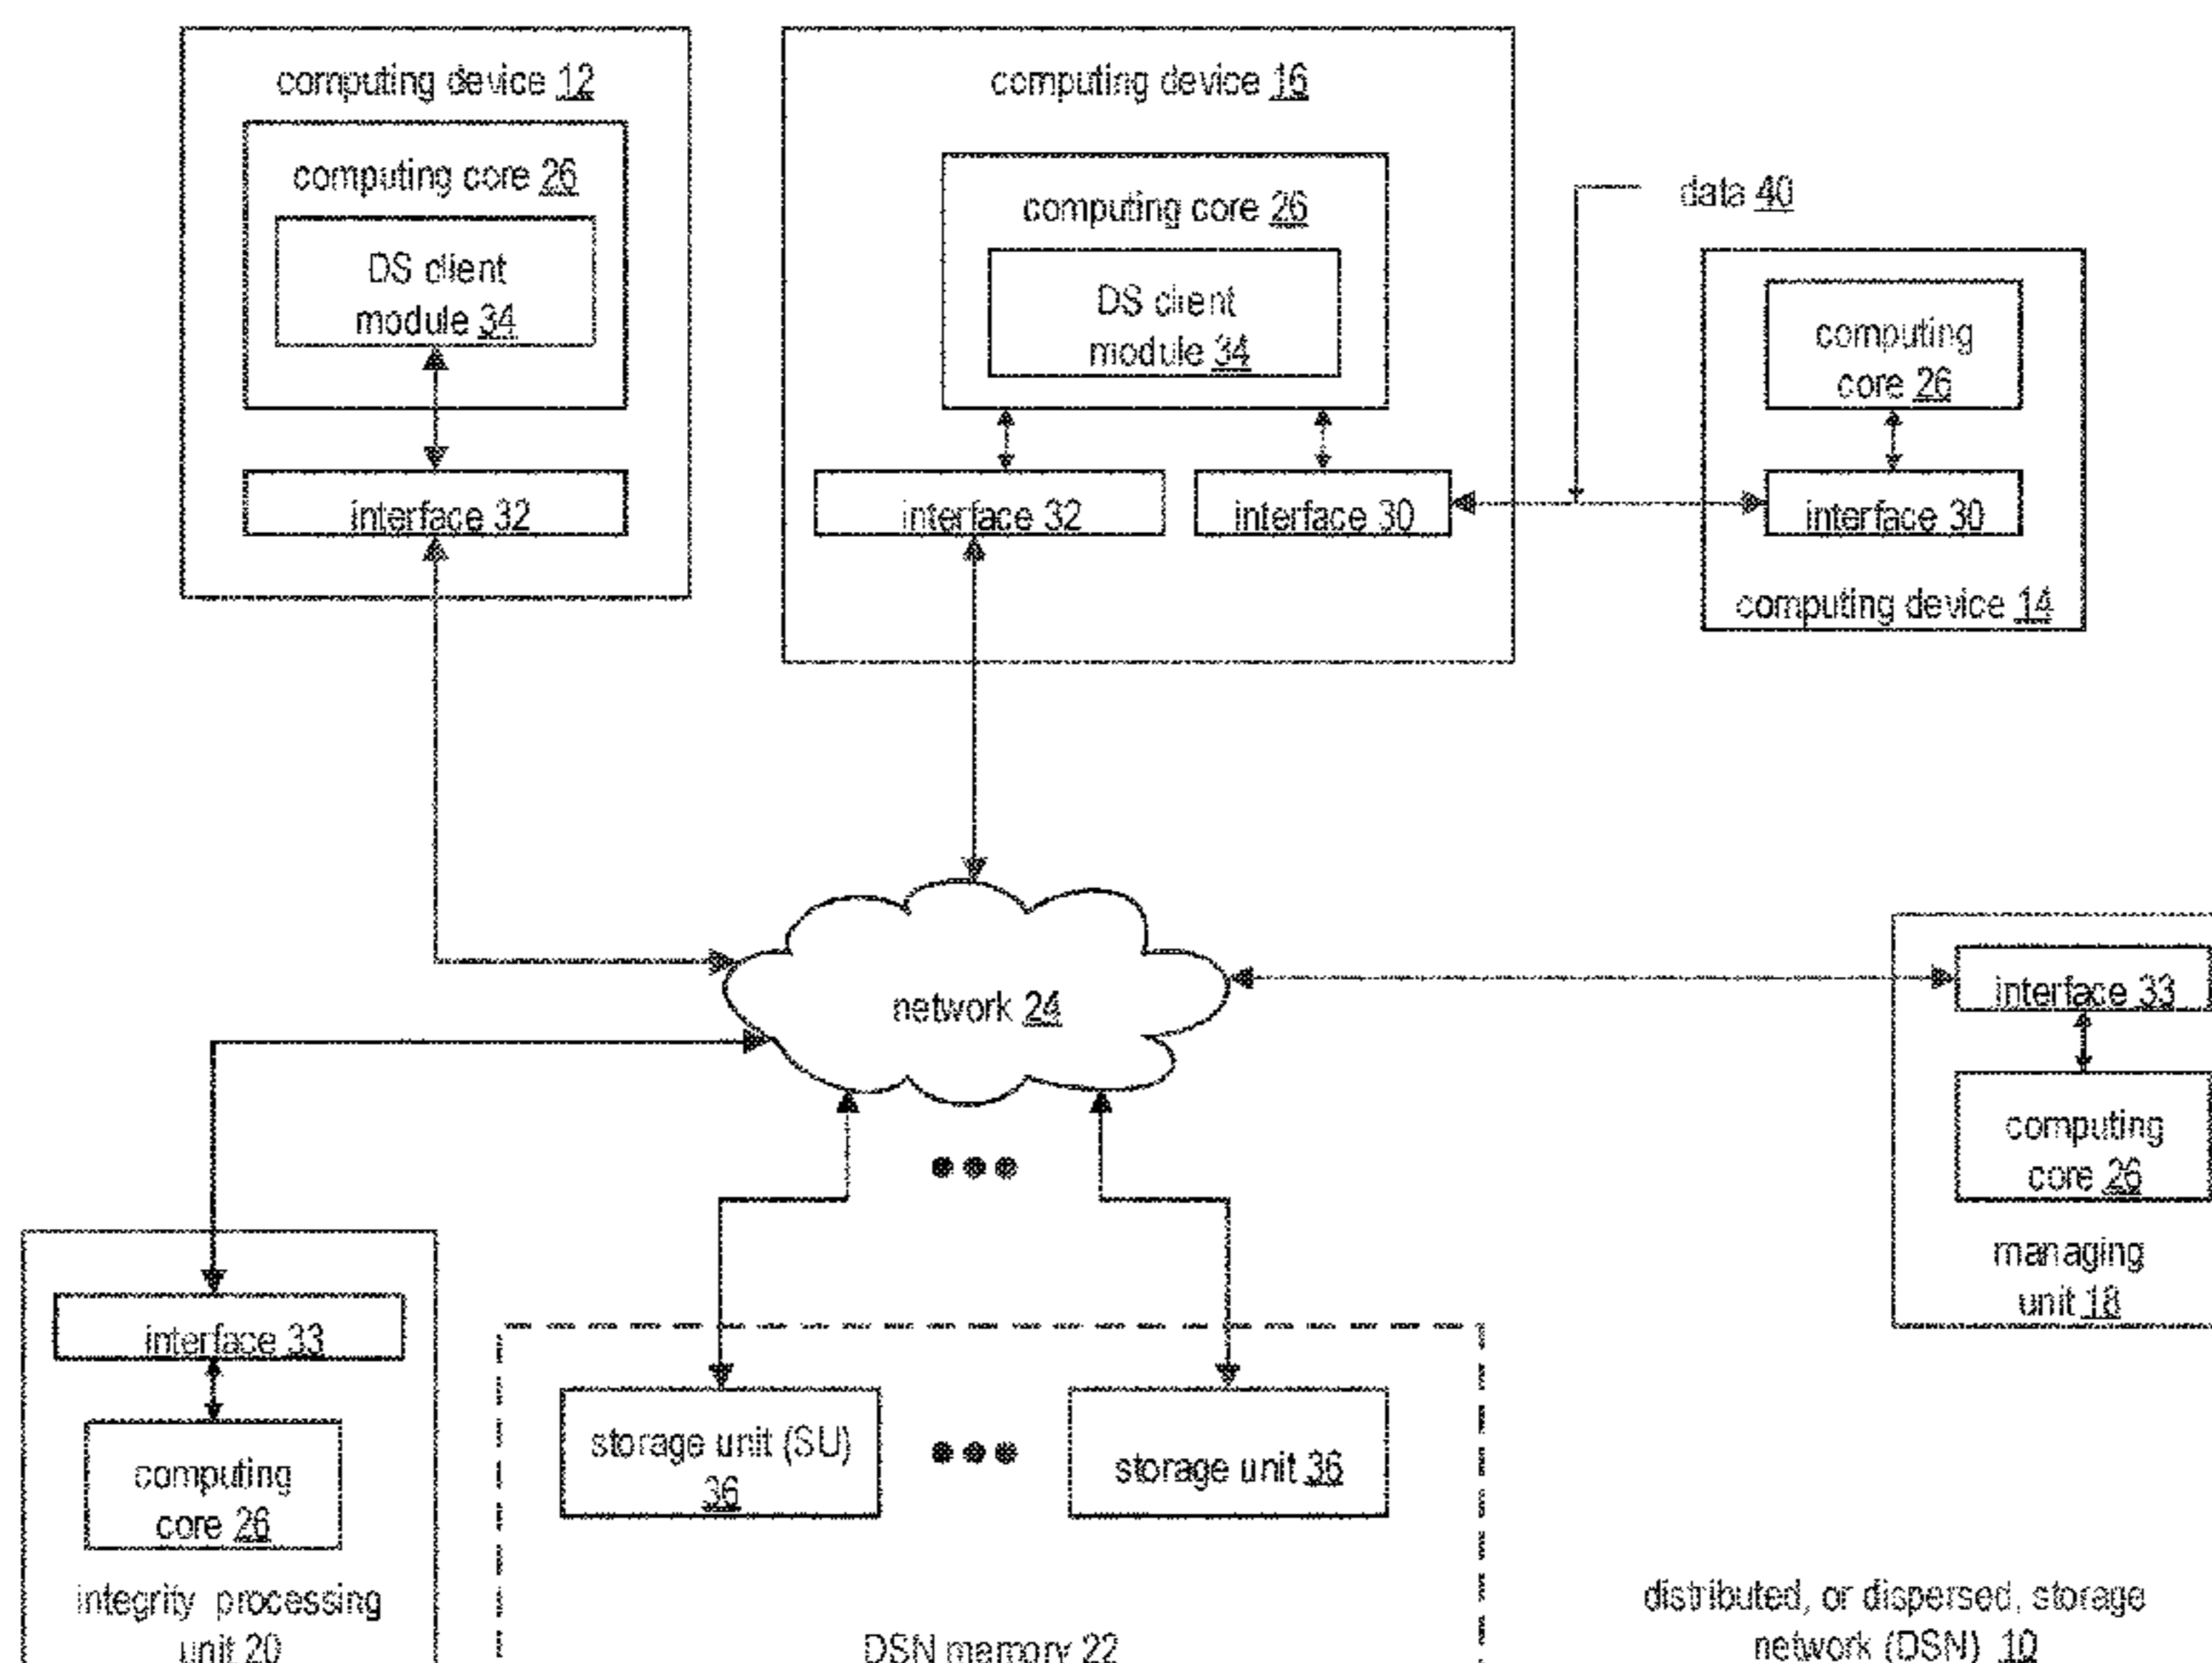 computing device 12
computing core 26
DS client
module 34
interface 32
computing device 16
computing core 26
DS client
module 34
interface 32
interface 30
data 40
computing
core 26
interface 30
computing device 14
network 24
interface 33
computing
core 26
managing
unit 18
interface 33
computing
core 26
integrity processing
unit 20
storage unit (SU)
36
storage unit 36
DSN memory 22
distributed, or dispersed, storage
network (DSN) 10